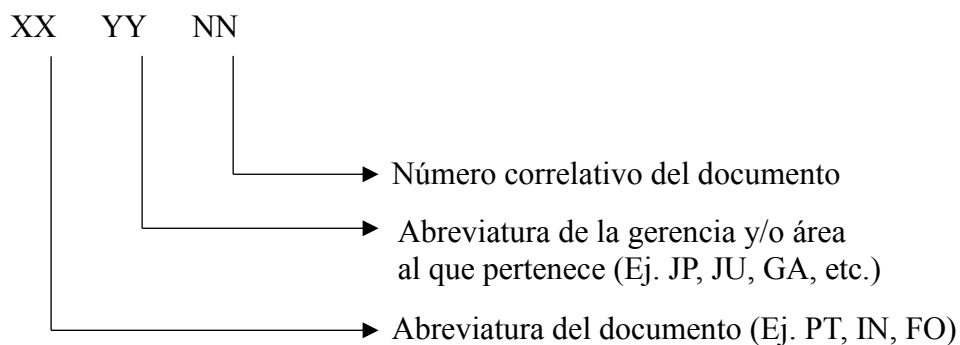 XX YY NN
Número correlativo del documento
Abreviatura de la gerencia y/o área
al que pertenece (Ej. JP, JU, GA, etc.)
Abreviatura del documento (Ej. PT, IN, FO)